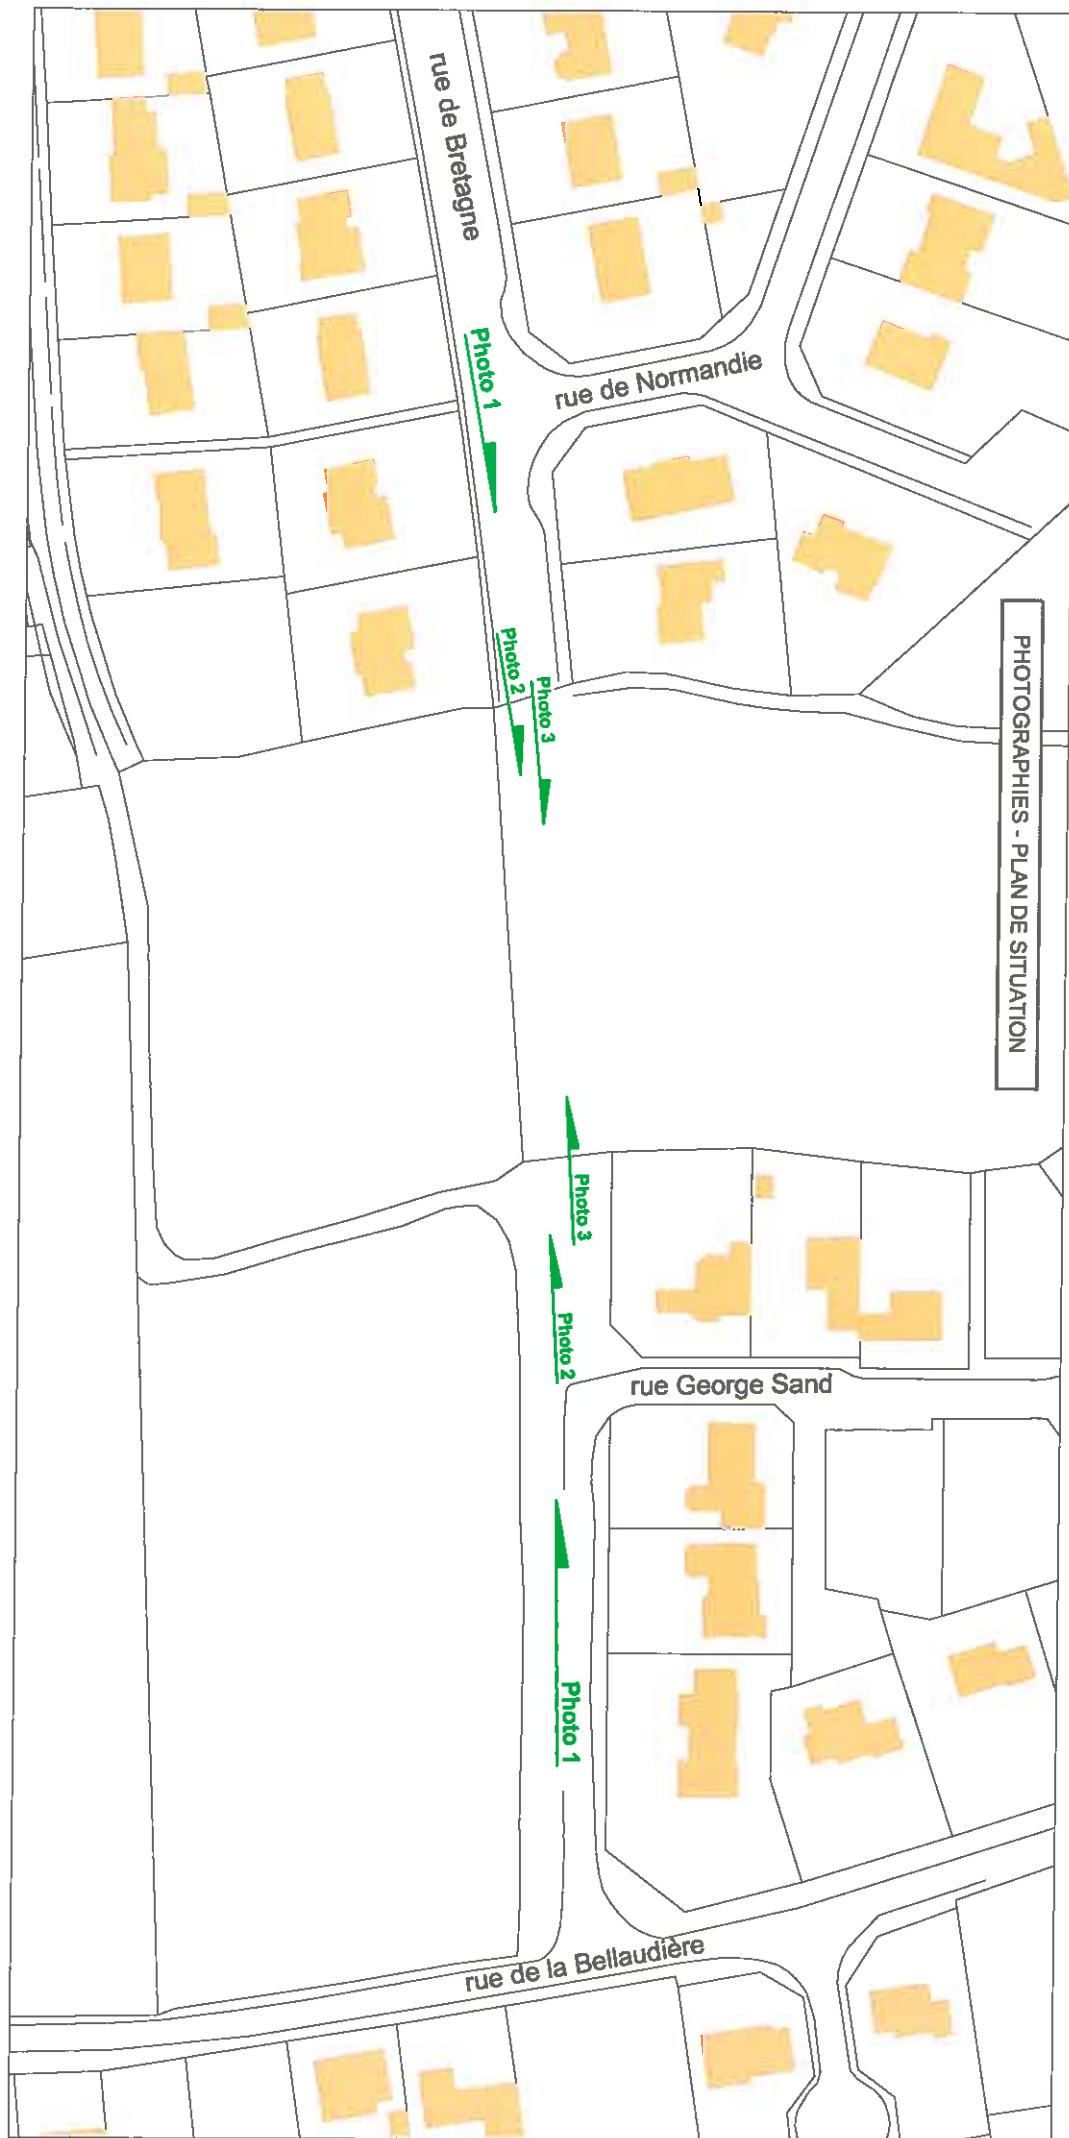 rue de Bretagne
Photo 1
rue de Normandie
Photo 2
Photo 3
PHOTOGRAPHIES - PLAN DE SITUATION
Photo 3
Photo 2
rue George Sand
Photo 1
rue de la Bellaudière